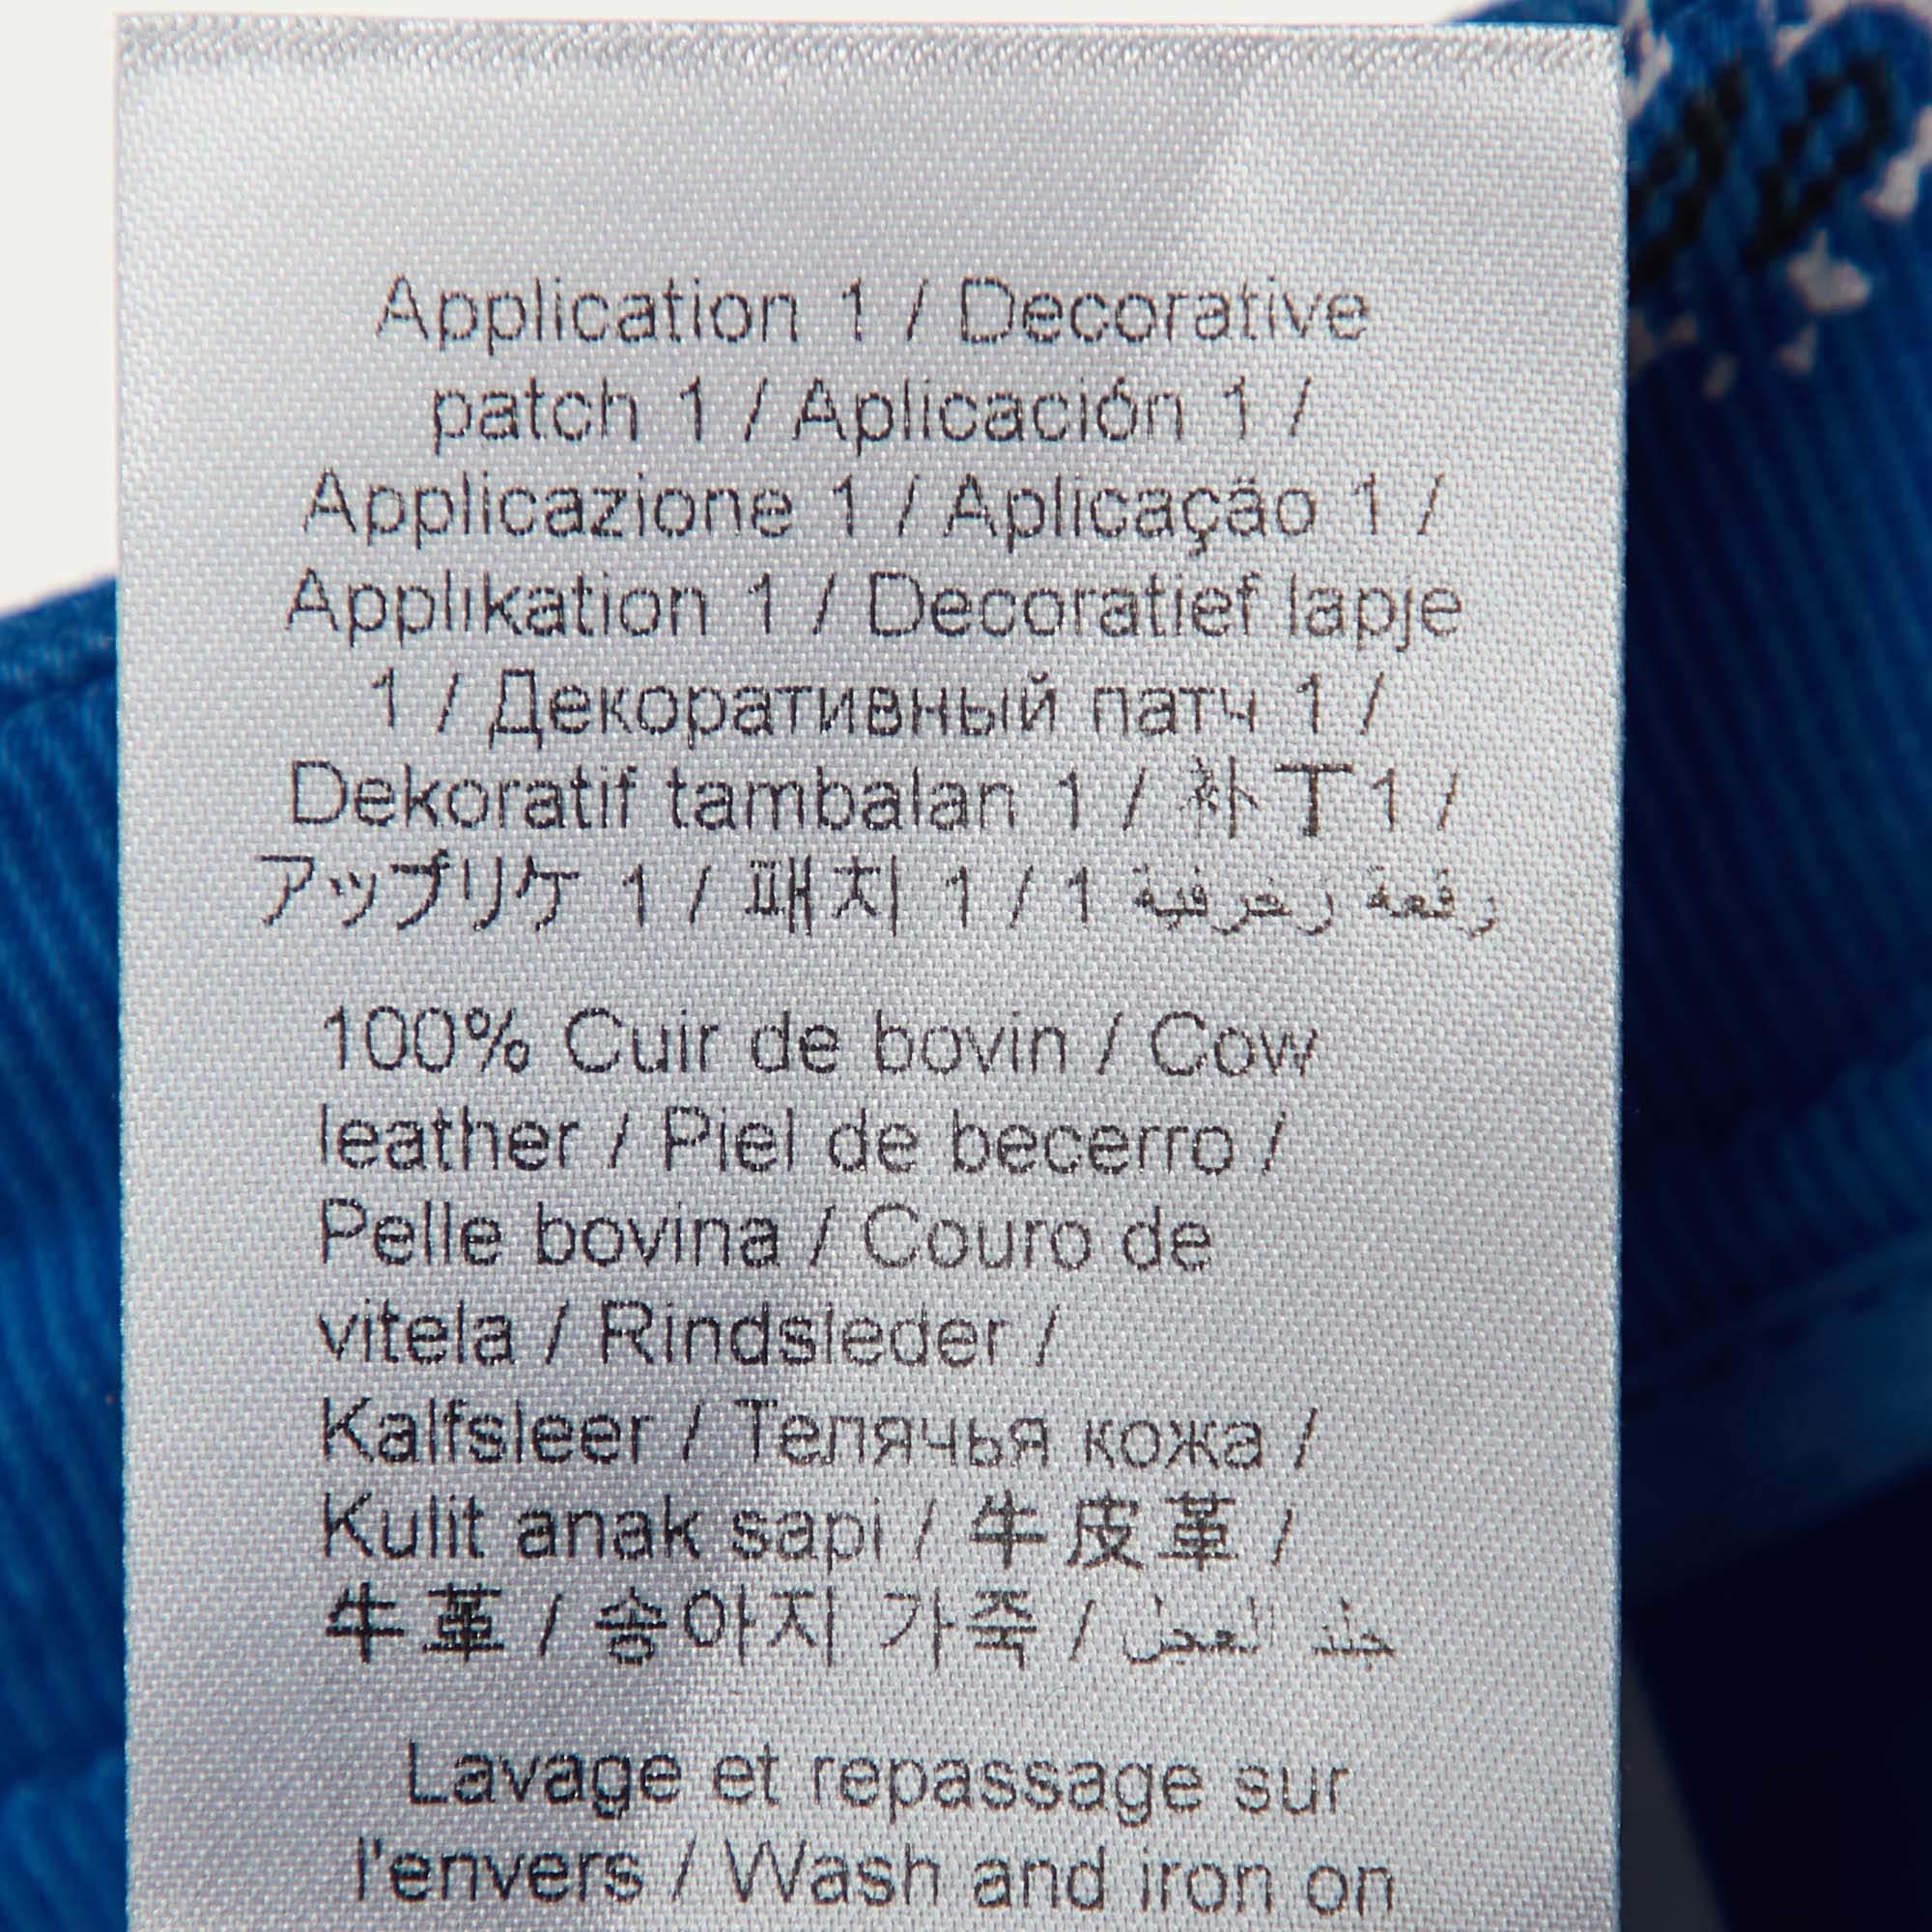 Application 1 / Decorative
patch 1 / Aplicación 1 /
Applicazione 1 / Aplicação 1 /
Applikation 1 / Decoratief lapje
1 / Декоративный патч 1 /
Dekoratif tambalan 1 / 补丁1 /
アップリケ 1 / 패치 1 / 1 رقعة زخرفية
100% Cuir de bovin / Cow
leather / Piel de becerro /
Pelle bovina / Couro de
vitela / Rindsleder /
Kalfsleer / Телячья кожа /
Kulit anak sapi / 牛皮革 /
牛革 / 송아지 가죽 / جلد العجل
Lavage et repassage sur
l'envers / Wash and iron on